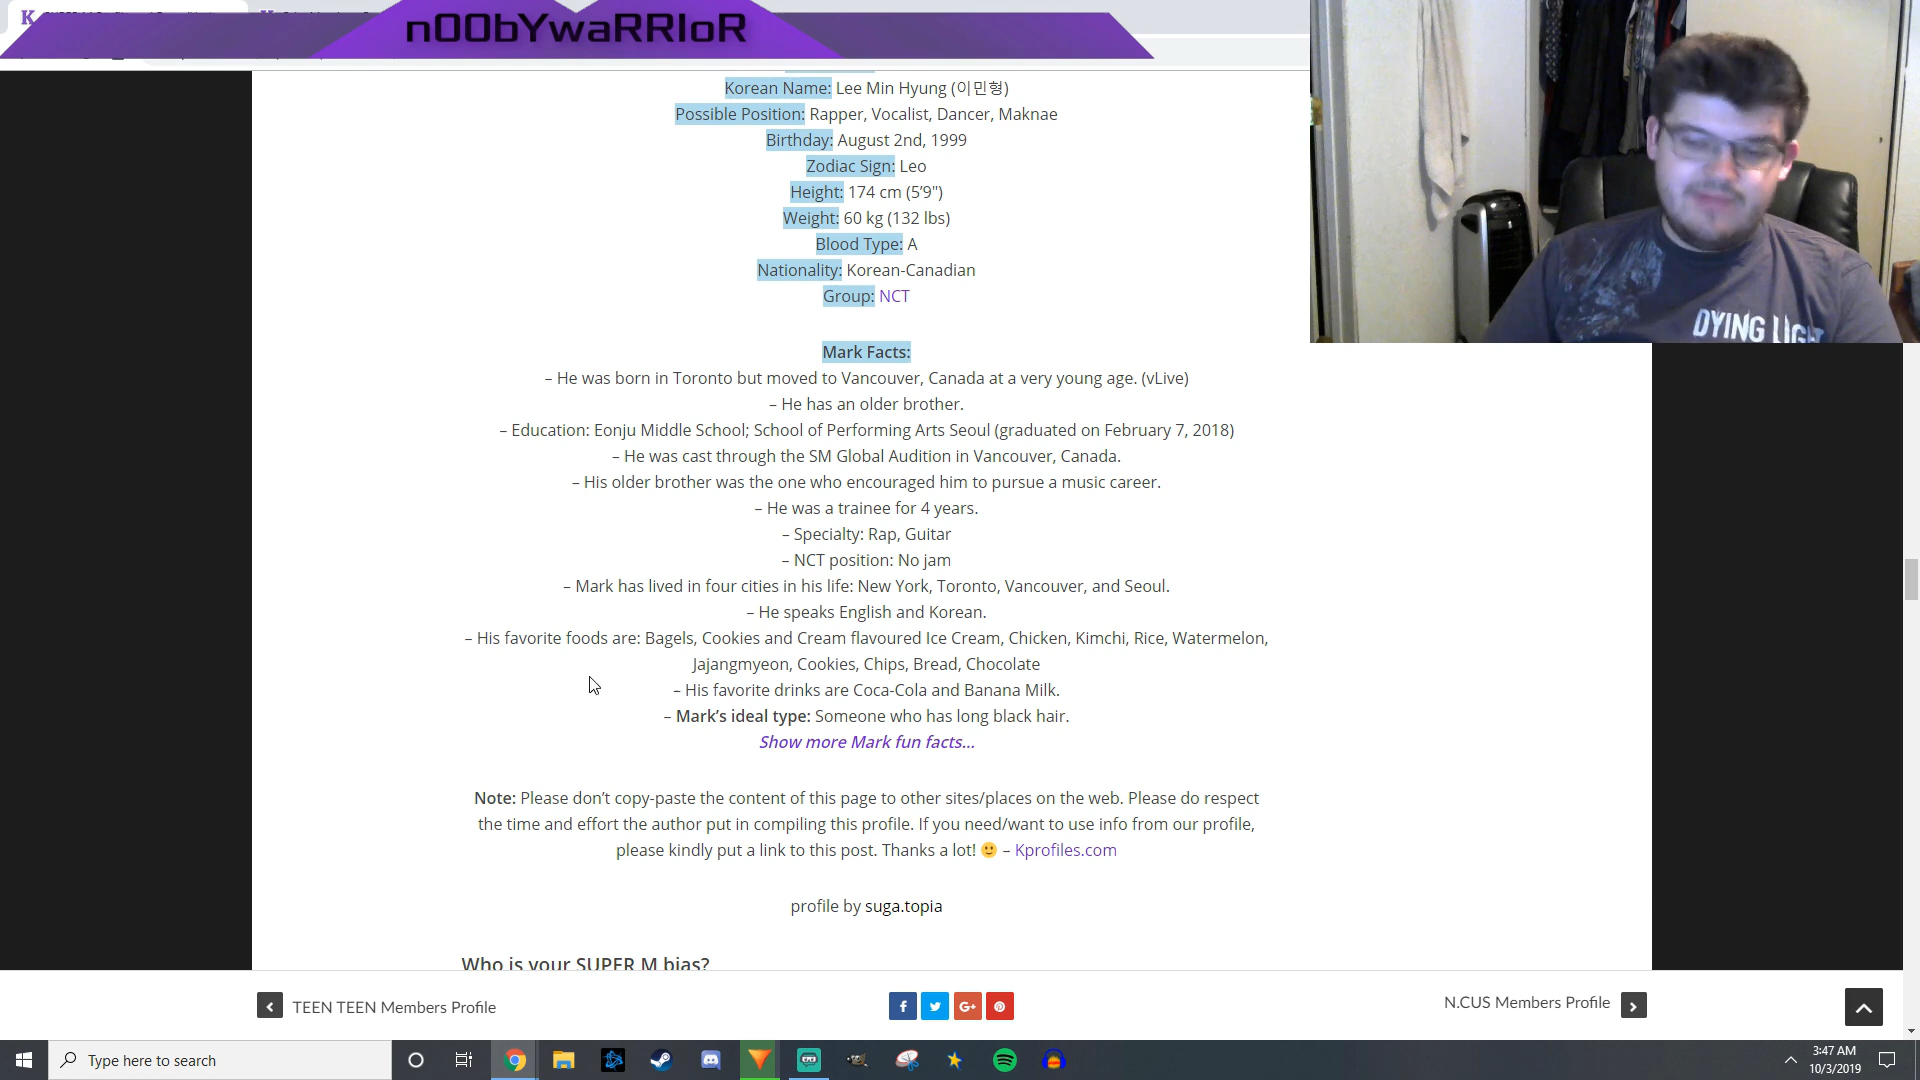 n00bYwaRRIoR
Korean Name: Lee Min Hyung (이민형)
Possible Position: Rapper, Vocalist, Dancer, Maknae
Birthday: August 2nd, 1999
Zodiac Sign: Leo
Height: 174 cm (5’9")
Weight: 60 kg (132 lbs)
Blood Type: A
Nationality: Korean-Canadian
Group: NCT
DYING LIGHT
Mark Facts:
– He was born in Toronto but moved to Vancouver, Canada at a very young age. (vLive)
– He has an older brother.
– Education: Eonju Middle School; School of Performing Arts Seoul (graduated on February 7, 2018)
– He was cast through the SM Global Audition in Vancouver, Canada.
– His older brother was the one who encouraged him to pursue a music career.
– He was a trainee for 4 years.
– Specialty: Rap, Guitar
– NCT position: No jam
– Mark has lived in four cities in his life: New York, Toronto, Vancouver, and Seoul.
– He speaks English and Korean.
– His favorite foods are: Bagels, Cookies and Cream flavoured Ice Cream, Chicken, Kimchi, Rice, Watermelon,
Jajangmyeon, Cookies, Chips, Bread, Chocolate
– His favorite drinks are Coca-Cola and Banana Milk.
– Mark’s ideal type: Someone who has long black hair.
Show more Mark fun facts…
Note: Please don’t copy-paste the content of this page to other sites/places on the web. Please do respect
the time and effort the author put in compiling this profile. If you need/want to use info from our profile,
please kindly put a link to this post. Thanks a lot! 🙂 – Kprofiles.com
profile by suga.topia
Who is your SUPER M bias?
TEEN TEEN Members Profile
N.CUS Members Profile
Type here to search
3:47 AM
10/3/2019